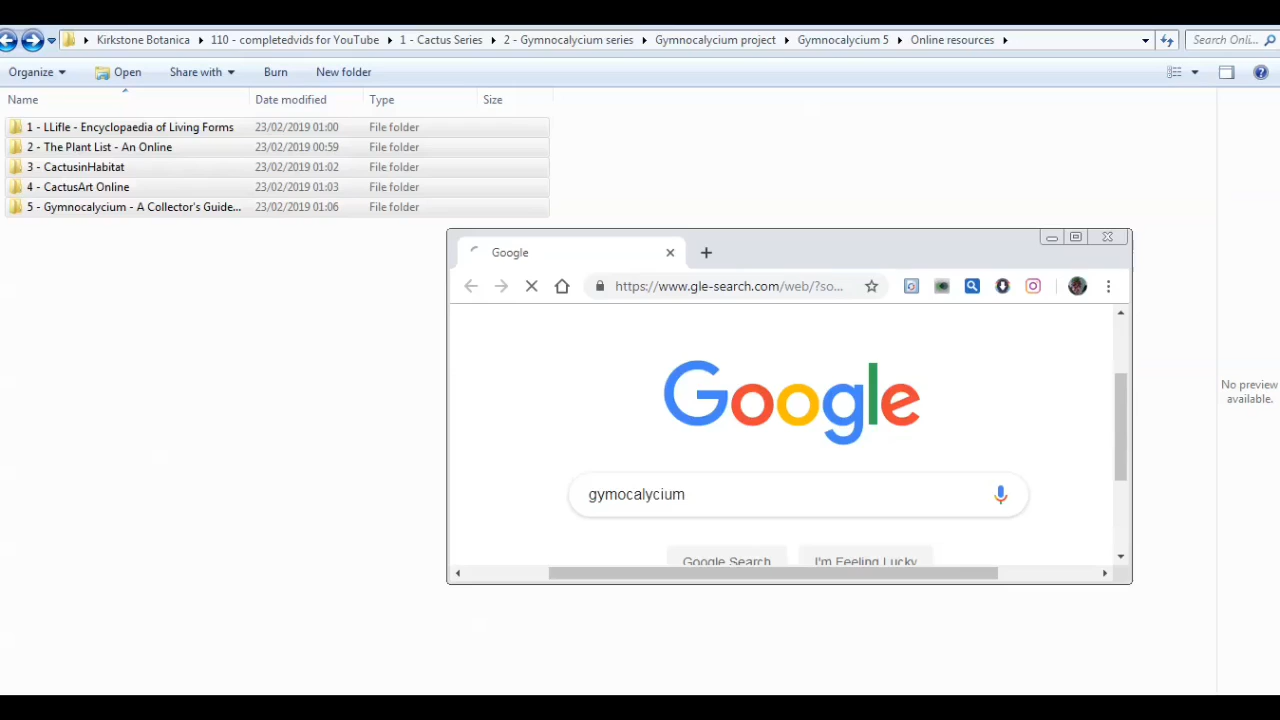 Kirkstone Botanica 110 - completedvids for YouTube 1 - Cactus Series 2 - Gymnocalycium series Gymnocalycium project Gymnocalycium 5 Online resources Search Onli...
Organize Open Share with Burn New folder
Name Date modified Type Size
1 - LLifle - Encyclopaedia of Living Forms 23/02/2019 01:00 File folder
2 - The Plant List - An Online 23/02/2019 00:59 File folder
3 - CactusinHabitat 23/02/2019 01:02 File folder
4 - CactusArt Online 23/02/2019 01:03 File folder
5 - Gymnocalycium - A Collector's Guide... 23/02/2019 01:06 File folder
Google
https://www.gle-search.com/web/?so...
Google
gymocalycium
Google Search I'm Feeling Lucky
No preview
available.